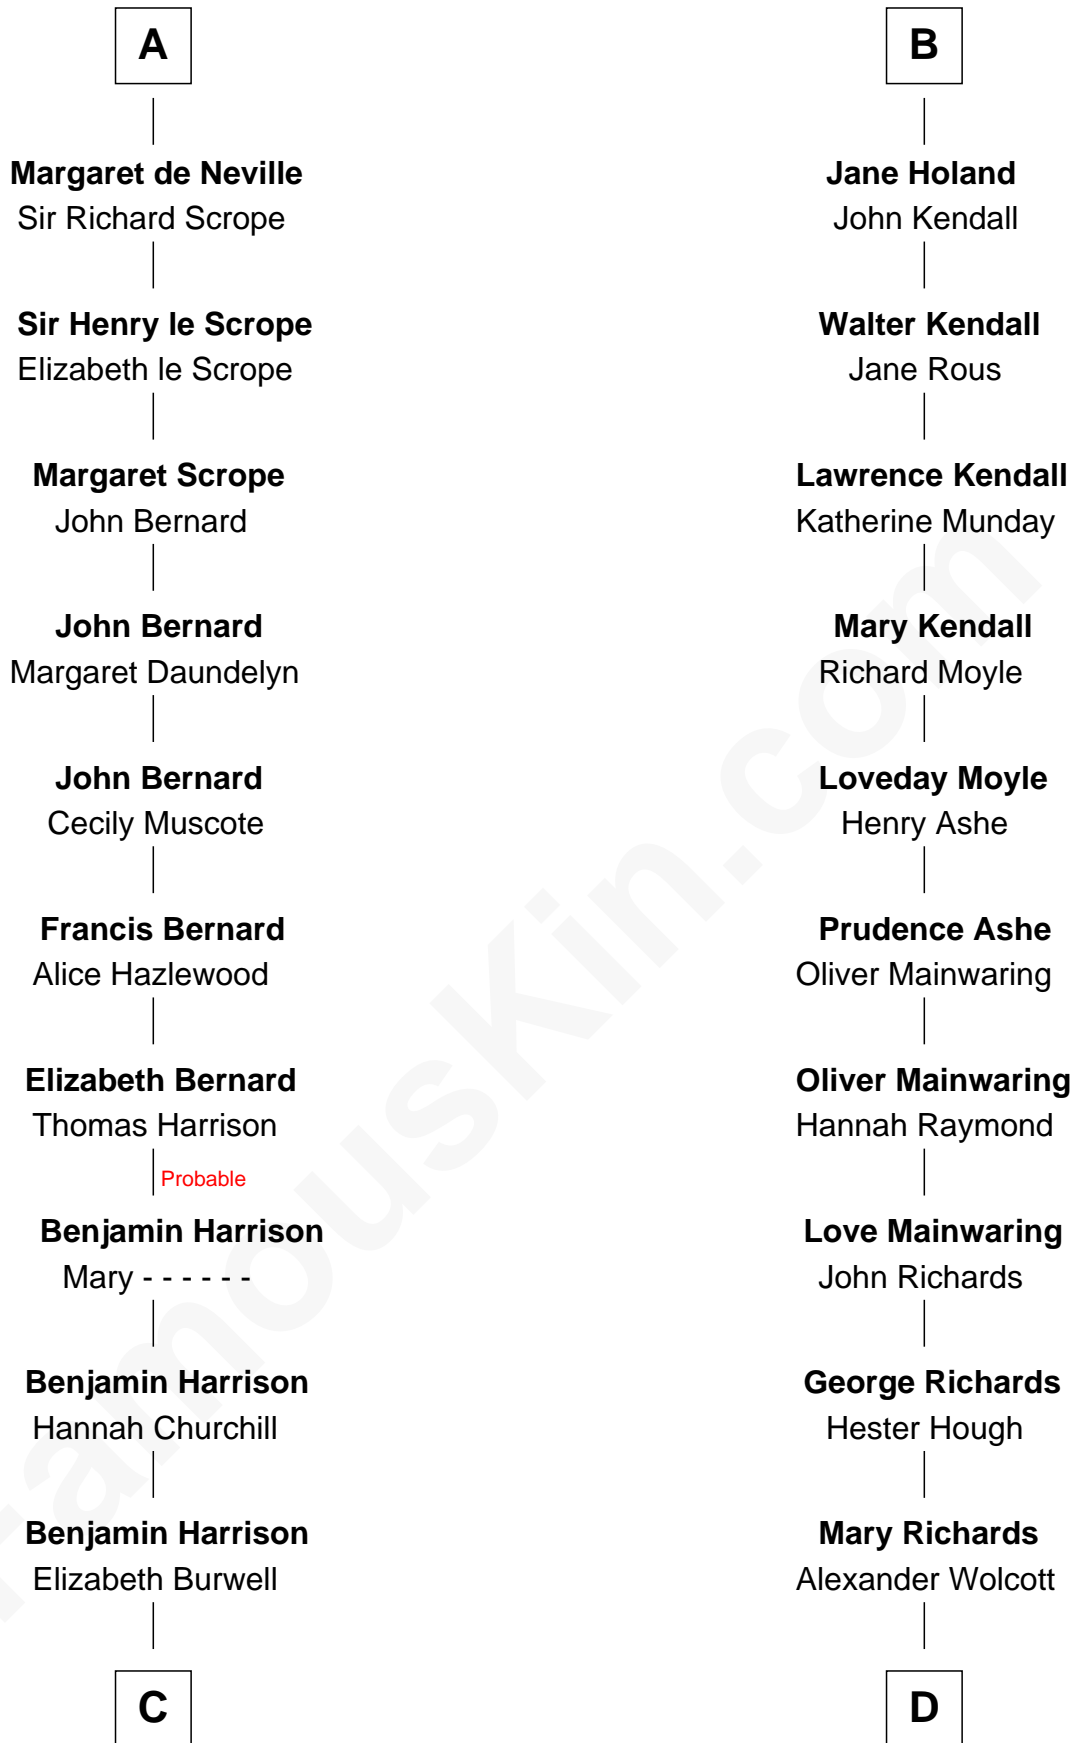 A
Margaret de Neville
Sir Richard Scrope
Sir Henry le Scrope
Elizabeth le Scrope
Margaret Scrope
John Bernard
John Bernard
Margaret Daundelyn
John Bernard
Cecily Muscote
Francis Bernard
Alice Hazlewood
Elizabeth Bernard
Thomas Harrison
Probable
Benjamin Harrison
Mary - - - - - -
Benjamin Harrison
Hannah Churchill
Benjamin Harrison
Elizabeth Burwell
C
B
Jane Holand
John Kendall
Walter Kendall
Jane Rous
Lawrence Kendall
Katherine Munday
Mary Kendall
Richard Moyle
Loveday Moyle
Henry Ashe
Prudence Ashe
Oliver Mainwaring
Oliver Mainwaring
Hannah Raymond
Love Mainwaring
John Richards
George Richards
Hester Hough
Mary Richards
Alexander Wolcott
D
FamousKin.com